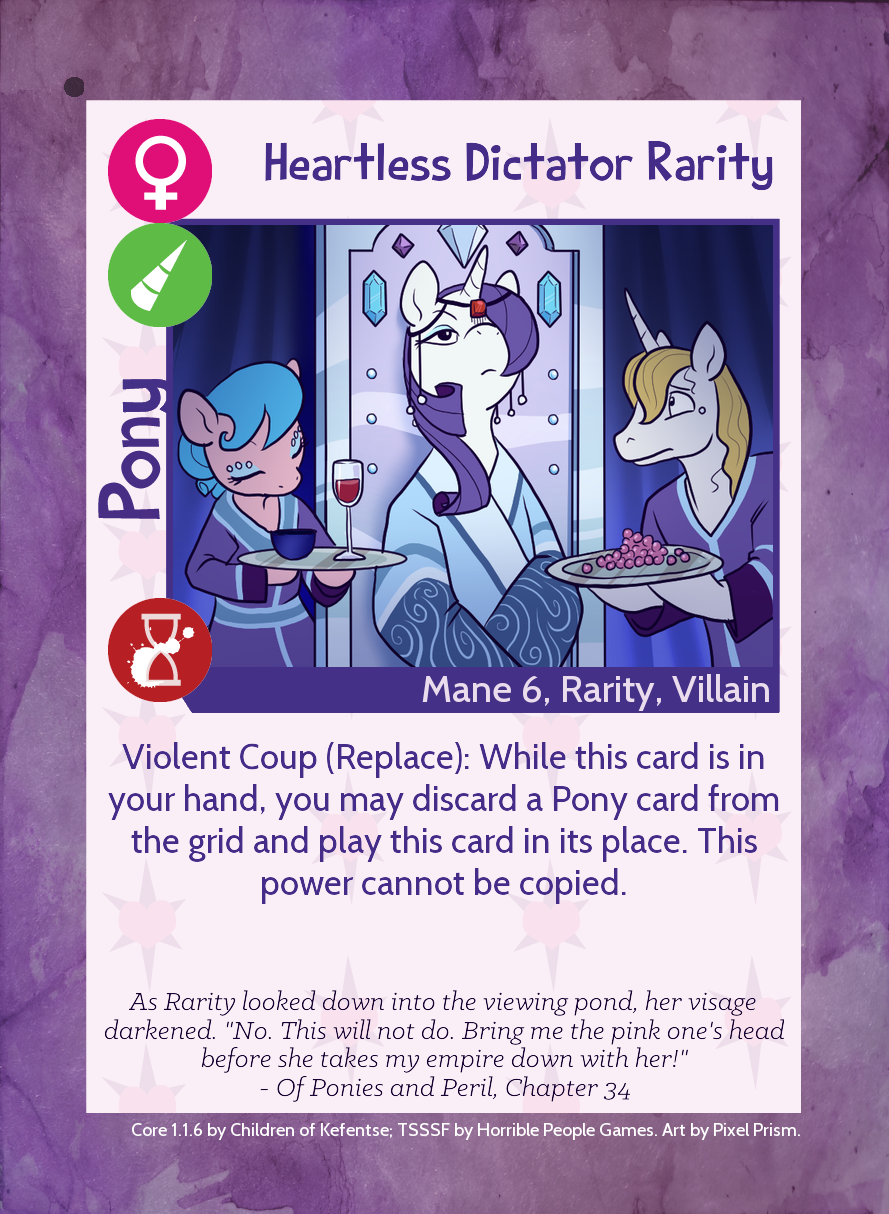 Heartless Dictator Rarity
Pony
Mane 6, Rarity, Villain
Violent Coup (Replace): While this card is in
your hand, you may discard a Pony card from
the grid and play this card in its place. This
power cannot be copied.
As Rarity looked down into the viewing pond, her visage
darkened. "No. This will not do. Bring me the pink one's head
before she takes my empire down with her!"
- Of Ponies and Peril, Chapter 34
Core 1.1.6 by Children of Kefentse; TSSSF by Horrible People Games. Art by Pixel Prism.